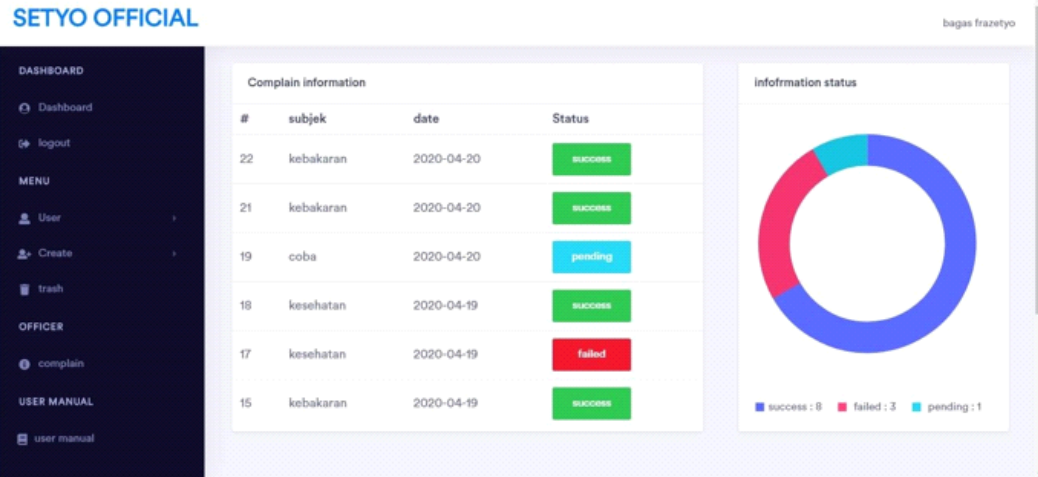 SETYO OFFICIAL
bagas frazetyo
DASHBOARD
Dashboard
logout
MENU
User
Create
trash
OFFICER
complain
USER MANUAL
user manual
Complain information
# subjek date Status
22 kebakaran 2020-04-20 success
21 kebakaran 2020-04-20 success
19 coba 2020-04-20 pending
18 kesehatan 2020-04-19 success
17 kesehatan 2020-04-19 failed
15 kebakaran 2020-04-19 success
infofrmation status
success : 8 failed : 3 pending : 1